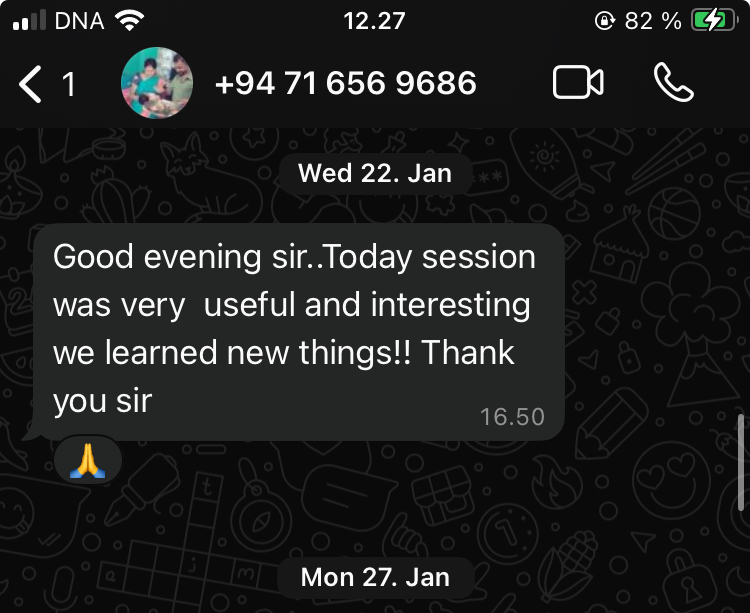 DNA 12.27 82 %
1 +94 71 656 9686
Wed 22. Jan
Good evening sir..Today session
was very  useful and interesting
we learned new things!! Thank
you sir
16.50
🙏
Mon 27. Jan